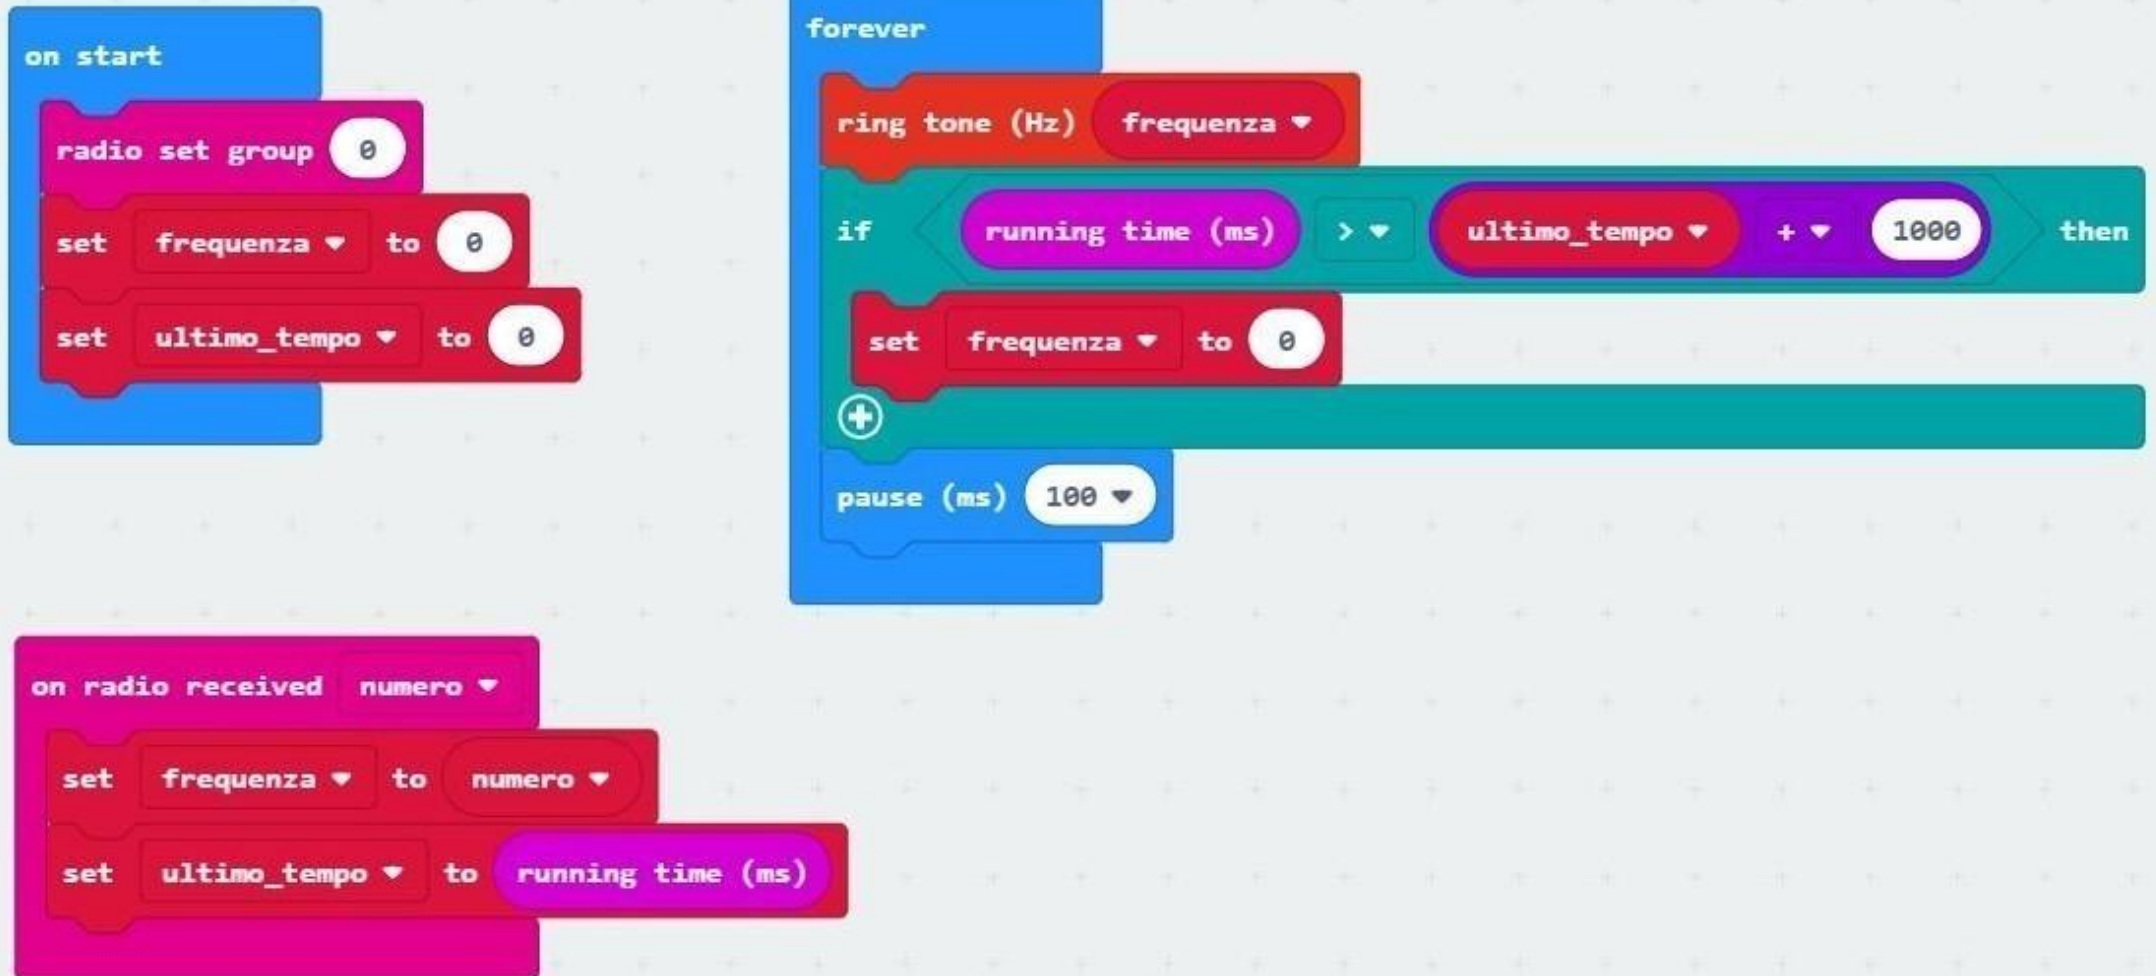 on start
radio set group 0
set frequenza to 0
set ultimo_tempo to 0
forever
ring tone (Hz) frequenza
if running time (ms) > ultimo_tempo + 1000 then
set frequenza to 0
pause (ms) 100
on radio received numero
set frequenza to numero
set ultimo_tempo to running time (ms)